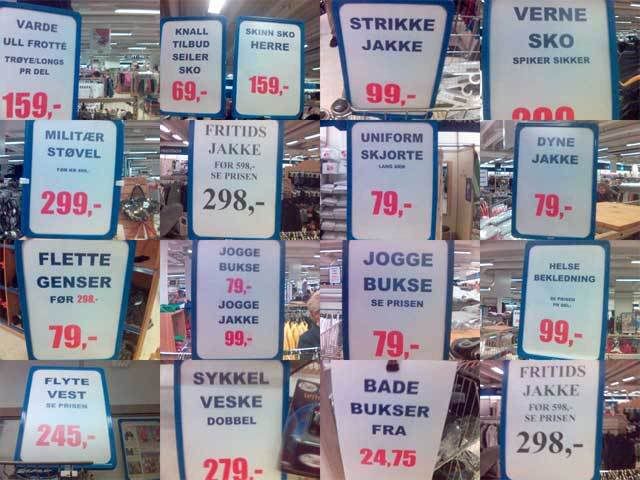 VARDE
ULL FROTTÉ
TRØYE/LONGS
PR DEL
159,-
KNALL
TILBUD
SEILER
SKO
69,-
SKINN SKO
HERRE
159,-
STRIKKE
JAKKE
99,-
VERNE
SKO
SPIKER SIKKER
MILITÆR
STØVEL
299,-
FRITIDS
JAKKE
FØR 598,-
SE PRISEN
298,-
UNIFORM
SKJORTE
LANG ARM
79,-
DYNE
JAKKE
79,-
FLETTE
GENSER
FØR 298,-
79,-
JOGGE
BUKSE
79,-
JOGGE
JAKKE
99,-
JOGGE
BUKSE
SE PRISEN
79,-
HELSE
BEKLEDNING
SE PRISEN
PR DEL:
99,-
FLYTE
VEST
SE PRISEN
245,-
SYKKEL
VESKE
DOBBEL
279,-
BADE
BUKSER
FRA
24,75
FRITIDS
JAKKE
FØR 598,-
SE PRISEN
298,-